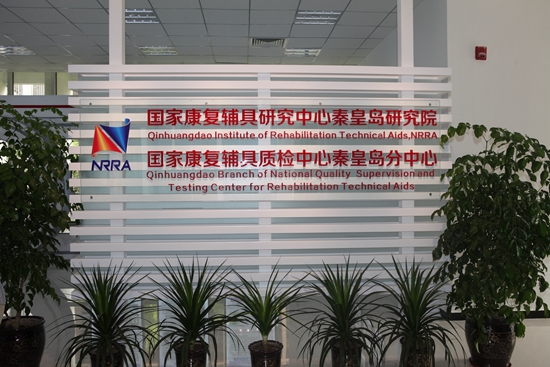 国家康复辅具研究中心秦皇岛研究院
Qinhuangdao Institute of Rehabilitation Technical Aids,NRRA
国家康复辅具质检中心秦皇岛分中心
Qinhuangdao Branch of National Quality Supervision and
Testing Center for Rehabilitation Technical Aids
NRRA